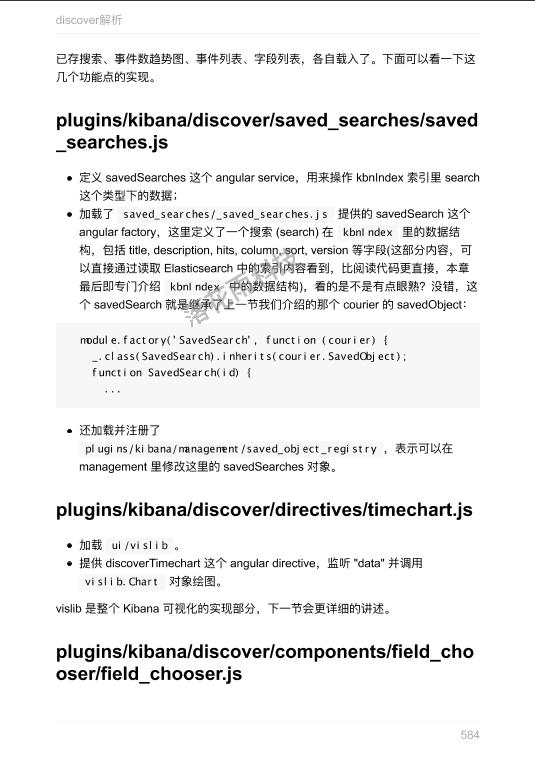 discover解析
已存搜索、事件数趋势图、事件列表、字段列表，各自载入了。下面可以看一下这
几个功能点的实现。
plugins/kibana/discover/saved_searches/saved
_searches.js
• 定义 savedSearches 这个 angular service，用来操作 kbnIndex 索引里 search
这个类型下的数据；
• 加载了 saved_searches/_saved_searches.js 提供的 savedSearch 这个
angular factory，这里定义了一个搜索 (search) 在 kbnIndex 里的数据结
构，包括 title, description, hits, column, sort, version 等字段(这部分内容，可
以直接通过读取 Elasticsearch 中的索引内容看到，比阅读代码更直接，本章
最后即专门介绍 kbnIndex 中的数据结构)，看的是不是有点眼熟？没错，这
个 savedSearch 就是继承了上一节我们介绍的那个 courier 的 savedObject：
module.factory('SavedSearch', function (courier) {
_.class(SavedSearch).inherits(courier.SavedObject);
function SavedSearch(id) {
...
• 还加载并注册了
plugins/kibana/management/saved_object_registry ，表示可以在
management 里修改这里的 savedSearches 对象。
plugins/kibana/discover/directives/timechart.js
• 加载 ui/vislib 。
• 提供 discoverTimechart 这个 angular directive，监听 "data" 并调用
vislib.Chart 对象绘图。
vislib 是整个 Kibana 可视化的实现部分，下一节会更详细的讲述。
plugins/kibana/discover/components/field_cho
oser/field_chooser.js
584
洛花雨科技